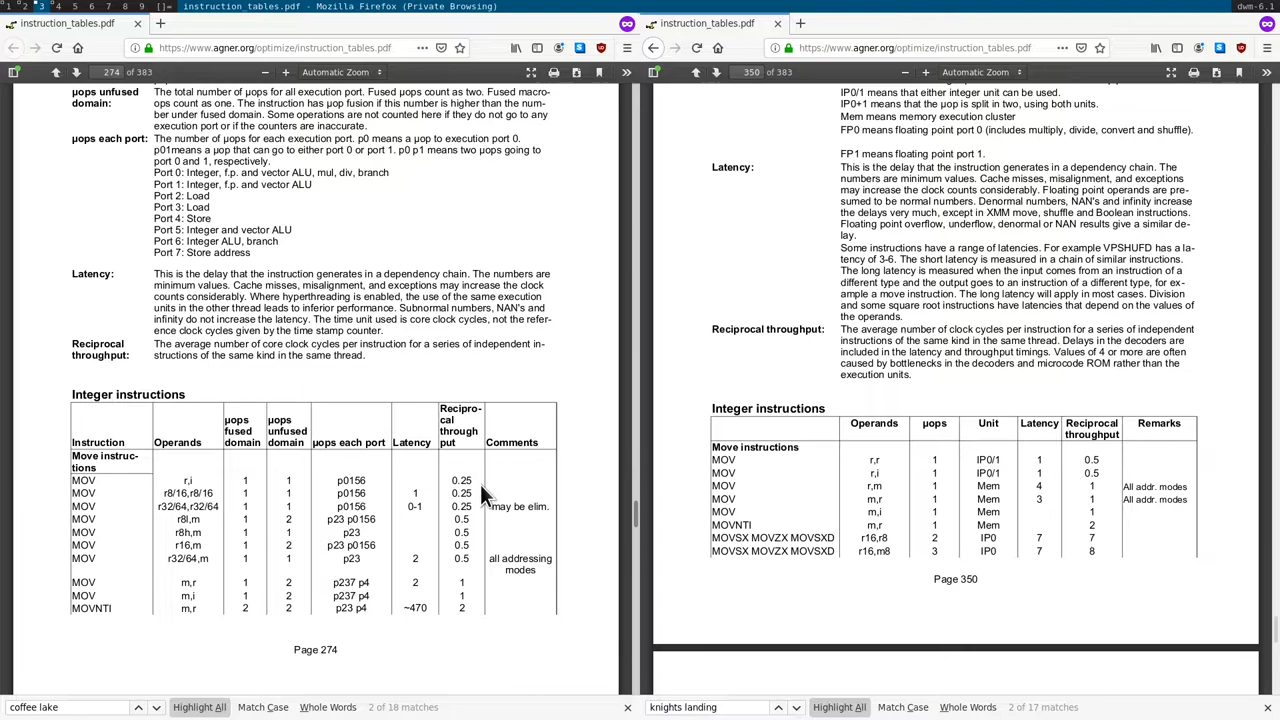 1 2 3 4 5 6 7 8 9 []= instruction_tables.pdf - Mozilla Firefox (Private Browsing) dwm-6.1
instruction_tables.pdf × +
https://www.agner.org/optimize/instruction_tables.pdf
274 of 383 − + Automatic Zoom
µops unfused domain: The total number of µops for all execution port. Fused µops count as two. Fused macro-
ops count as one. The instruction has µop fusion if this number is higher than the num-
ber under fused domain. Some operations are not counted here if they do not go to any
execution port or if the counters are inaccurate.
µops each port: The number of µops for each execution port. p0 means a µop to execution port 0.
p01means a µop that can go to either port 0 or port 1. p0 p1 means two µops going to
port 0 and 1, respectively.
Port 0: Integer, f.p. and vector ALU, mul, div, branch
Port 1: Integer, f.p. and vector ALU
Port 2: Load
Port 3: Load
Port 4: Store
Port 5: Integer and vector ALU
Port 6: Integer ALU, branch
Port 7: Store address
Latency: This is the delay that the instruction generates in a dependency chain. The numbers are
minimum values. Cache misses, misalignment, and exceptions may increase the clock
counts considerably. Where hyperthreading is enabled, the use of the same execution
units in the other thread leads to inferior performance. Subnormal numbers, NAN's and
infinity do not increase the latency. The time unit used is core clock cycles, not the refer-
ence clock cycles given by the time stamp counter.
Reciprocal throughput: The average number of core clock cycles per instruction for a series of independent in-
structions of the same kind in the same thread.
Integer instructions
Instruction Operands µops fused domain µops unfused domain µops each port Latency Recipro-cal through put Comments
Move instruc-
tions
MOV r,i 1 1 p0156 0.25
MOV r8/16,r8/16 1 1 p0156 1 0.25
MOV r32/64,r32/64 1 1 p0156 0-1 0.25 may be elim.
MOV r8l,m 1 2 p23 p0156 0.5
MOV r8h,m 1 1 p23 0.5
MOV r16,m 1 2 p23 p0156 0.5
MOV r32/64,m 1 1 p23 2 0.5 all addressing
modes
MOV m,r 1 2 p237 p4 2 1
MOV m,i 1 2 p237 p4 1
MOVNTI m,r 2 2 p23 p4 ~470 2
Page 274
coffee lake Highlight All Match Case Whole Words 2 of 18 matches
instruction_tables.pdf × +
https://www.agner.org/optimize/instruction_tables.pdf
350 of 383 − + Automatic Zoom
IP0/1 means that either integer unit can be used.
IP0+1 means that the µop is split in two, using both units.
Mem means memory execution cluster
FP0 means floating point port 0 (includes multiply, divide, convert and shuffle).
FP1 means floating point port 1.
Latency: This is the delay that the instruction generates in a dependency chain. The
numbers are minimum values. Cache misses, misalignment, and exceptions
may increase the clock counts considerably. Floating point operands are pre-
sumed to be normal numbers. Denormal numbers, NAN's and infinity increase
the delays very much, except in XMM move, shuffle and Boolean instructions.
Floating point overflow, underflow, denormal or NAN results give a similar de-
lay.
Some instructions have a range of latencies. For example VPSHUFD has a la-
tency of 3-6. The short latency is measured in a chain of similar instructions.
The long latency is measured when the input comes from an instruction of a
different type and the output goes to an instruction of a different type, for ex-
ample a move instruction. The long latency will apply in most cases. Division
and some square root instructions have latencies that depend on the values of
the operands.
Reciprocal throughput: The average number of clock cycles per instruction for a series of independent
instructions of the same kind in the same thread. Delays in the decoders are
included in the latency and throughput timings. Values of 4 or more are often
caused by bottlenecks in the decoders and microcode ROM rather than the
execution units.
Integer instructions
Operands µops Unit Latency Reciprocal throughput Remarks
Move instructions
MOV r,r 1 IP0/1 1 0.5
MOV r,i 1 IP0/1 1 0.5
MOV r,m 1 Mem 4 1 All addr. modes
MOV m,r 1 Mem 3 1 All addr. modes
MOV m,i 1 Mem 1
MOVNTI m,r 1 Mem 2
MOVSX MOVZX MOVSXD r16,r8 2 IP0 7 7
MOVSX MOVZX MOVSXD r16,m8 3 IP0 7 8
Page 350
knights landing Highlight All Match Case Whole Words 2 of 17 matches